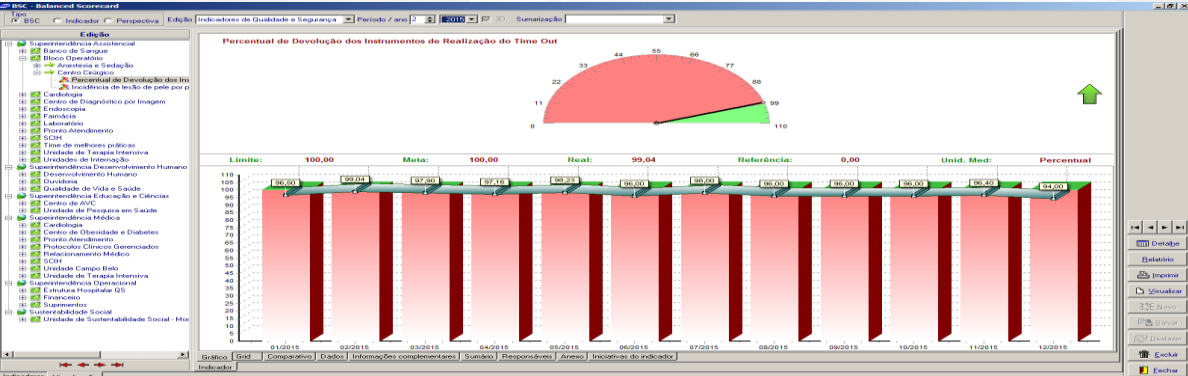 BSC - Balanced Scorecard
Tipo
BSC Indicador Perspectiva Edição Indicadores de Qualidade e Segurança Período / ano 2 2015 3D Sumarização
Edição
Superintendência Assistencial
Banco de Sangue
Bloco Operatório
Anestesia e Sedação
Centro Cirúrgico
Percentual de Devolução dos Ins
Incidência de lesão de pele por p
Cardiologia
Centro de Diagnóstico por Imagem
Endoscopia
Farmácia
Laboratório
Pronto Atendimento
SCIH
Time de melhores práticas
Unidade de Terapia Intensiva
Unidades de Internação
Superintendência Desenvolvimento Humano
Desenvolvimento Humano
Ouvidoria
Qualidade de Vida e Saúde
Superintendência Educação e Ciências
Centro de AVC
Unidade de Pesquisa em Saúde
Superintendência Médica
Cardiologia
Centro de Obesidade e Diabetes
Pronto Atendimento
Protocolos Clínicos Gerenciados
Relacionamento Médico
SCIH
Unidade Campo Belo
Unidade de Terapia Intensiva
Superintendência Operacional
Estrutura Hospitalar QS
Financeiro
Suprimentos
Sustentabilidade Social
Unidade de Sustentabilidade Social - Mo
Percentual de Devolução dos Instrumentos de Realização do Time Out
0 11 22 33 44 55 66 77 88 99 110
Limite: 100,00 Meta: 100,00 Real: 99,04 Referência: 0,00 Unid. Med: Percentual
110
105
100
95
90
85
80
75
70
65
60
55
50
45
40
35
30
25
20
15
10
5
0
96,50 99,04 97,90 97,16 98,23 96,00 98,00 96,00 96,00 96,00 96,40 94,00
01/2015 02/2015 03/2015 04/2015 05/2015 06/2015 07/2015 08/2015 09/2015 10/2015 11/2015 12/2015
Gráfico Grid Comparativo Dados Informações complementares Sumário Responsáveis Anexo Iniciativas do indicador
Indicador
Detalhe
Relatório
Imprimir
Visualizar
Novo
Salvar
Desfazer
Excluir
Fechar